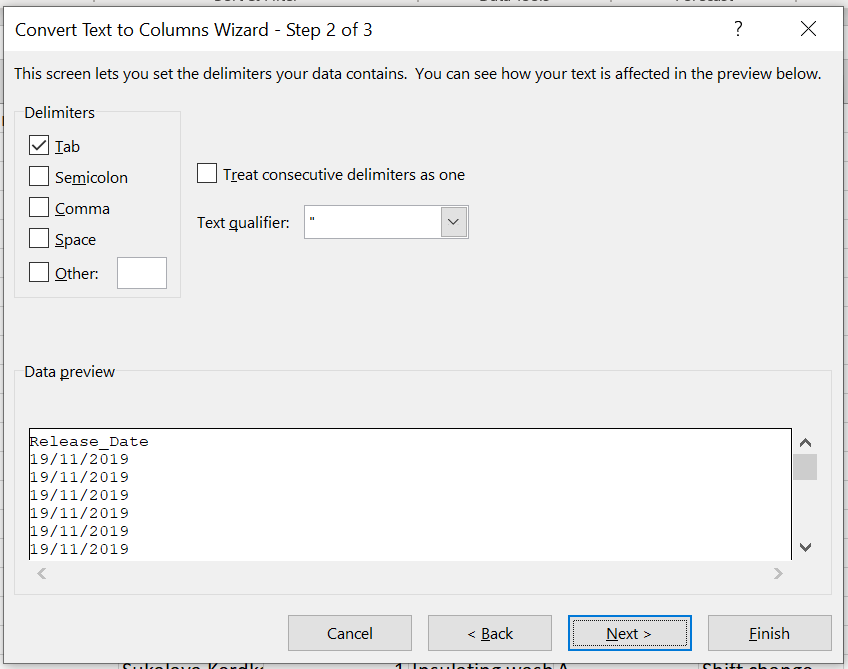 Convert Text to Columns Wizard - Step 2 of 3 ?
This screen lets you set the delimiters your data contains. You can see how your text is affected in the preview below.
Delimiters
Tab
Semicolon
Comma
Space
Other:
Treat consecutive delimiters as one
Text qualifier: "
Data preview
Release_Date
19/11/2019
19/11/2019
19/11/2019
19/11/2019
19/11/2019
19/11/2019
Cancel < Back Next > Finish